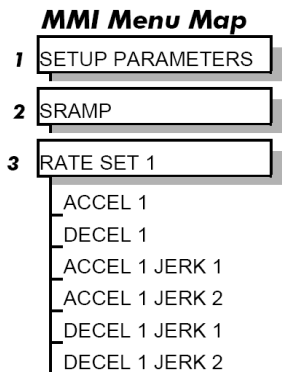 MMI Menu Map
1 SETUP PARAMETERS
2 SRAMP
3 RATE SET 1
ACCEL 1
DECEL 1
ACCEL 1 JERK 1
ACCEL 1 JERK 2
DECEL 1 JERK 1
DECEL 1 JERK 2